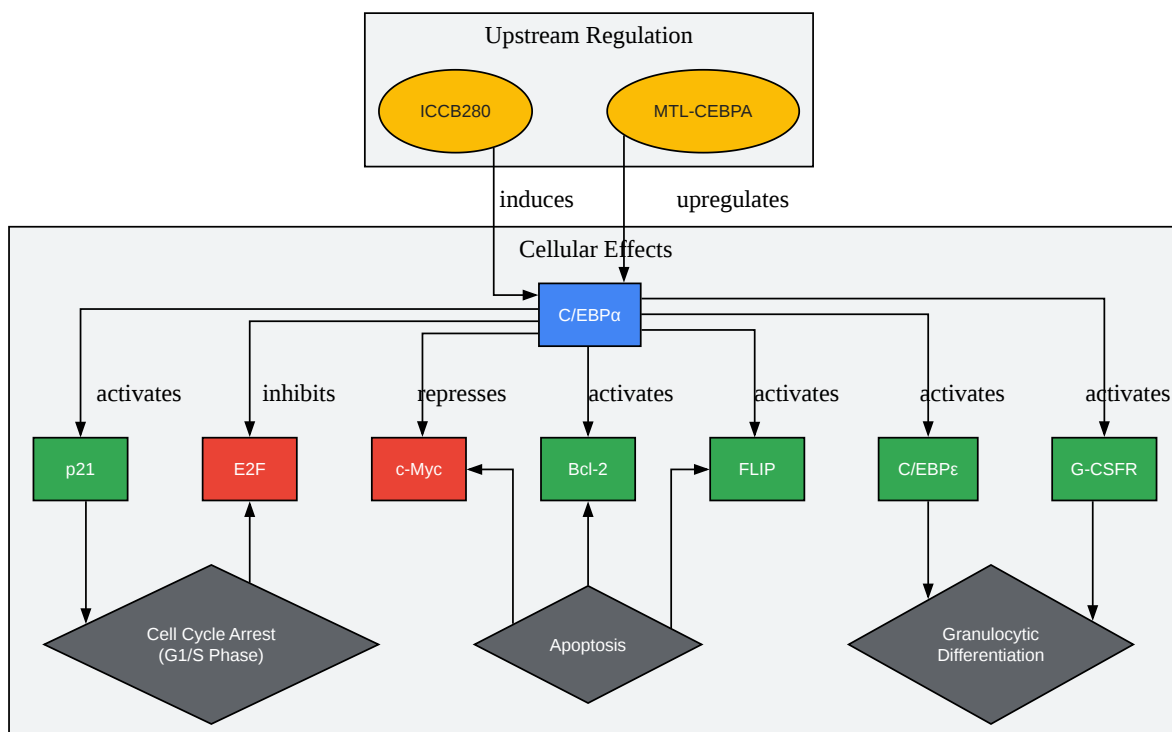 Upstream Regulation
ICCB280
MTL-CEBPA
induces
upregulates
Cellular Effects
C/EBPα
activates
inhibits
represses
activates
activates
activates
activates
p21
E2F
c-Myc
Bcl-2
FLIP
C/EBPε
G-CSFR
Cell Cycle Arrest
(G1/S Phase)
Apoptosis
Granulocytic
Differentiation